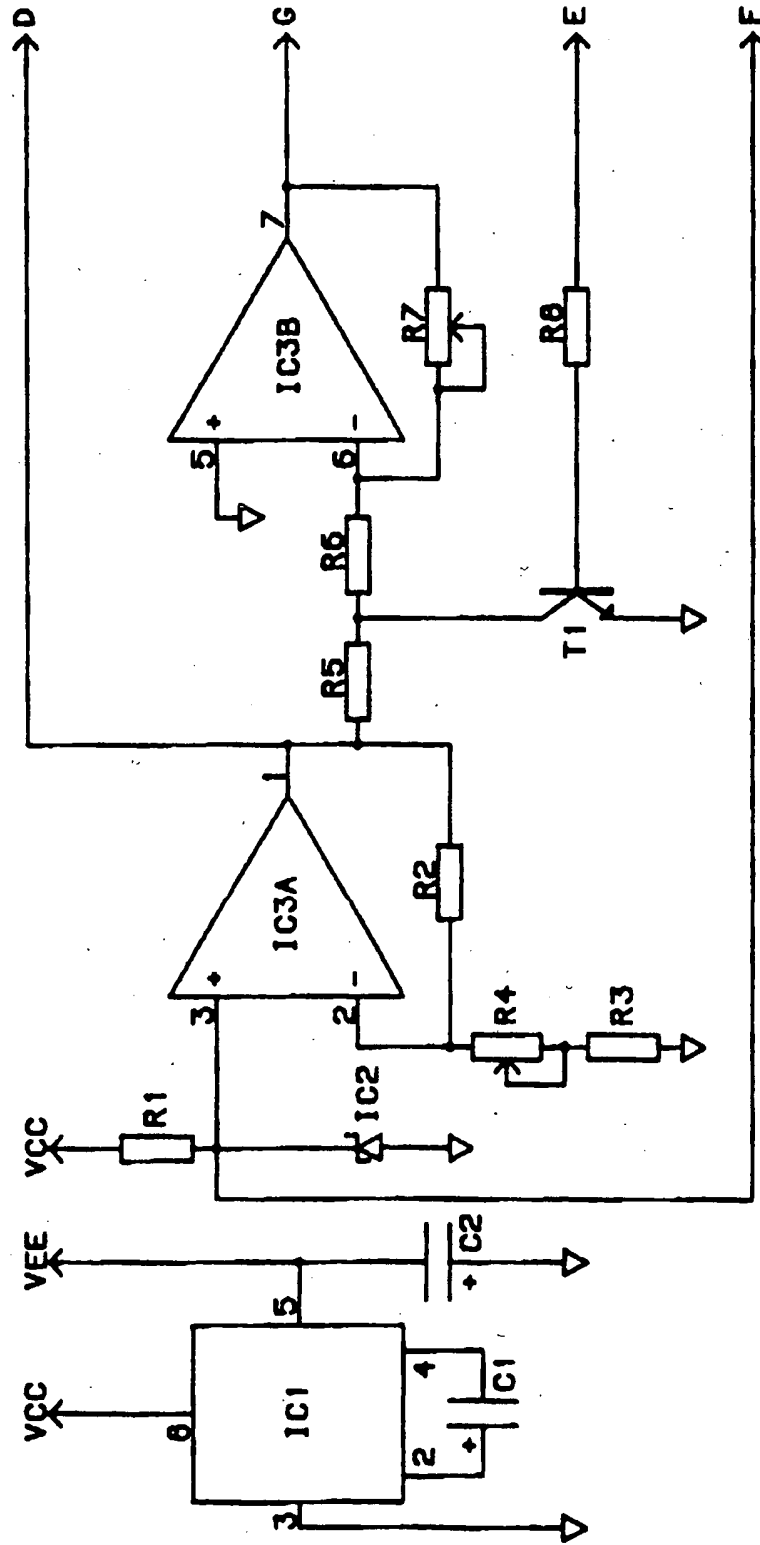 VCC
8
IC1
3
2
4
5
+
C1
VEE
C2
+
VCC
R1
IC2
3
+
2
-
IC3A
1
R4
R3
R2
R5
R6
5
+
6
-
IC3B
7
R7
T1
R8
D
G
E
F